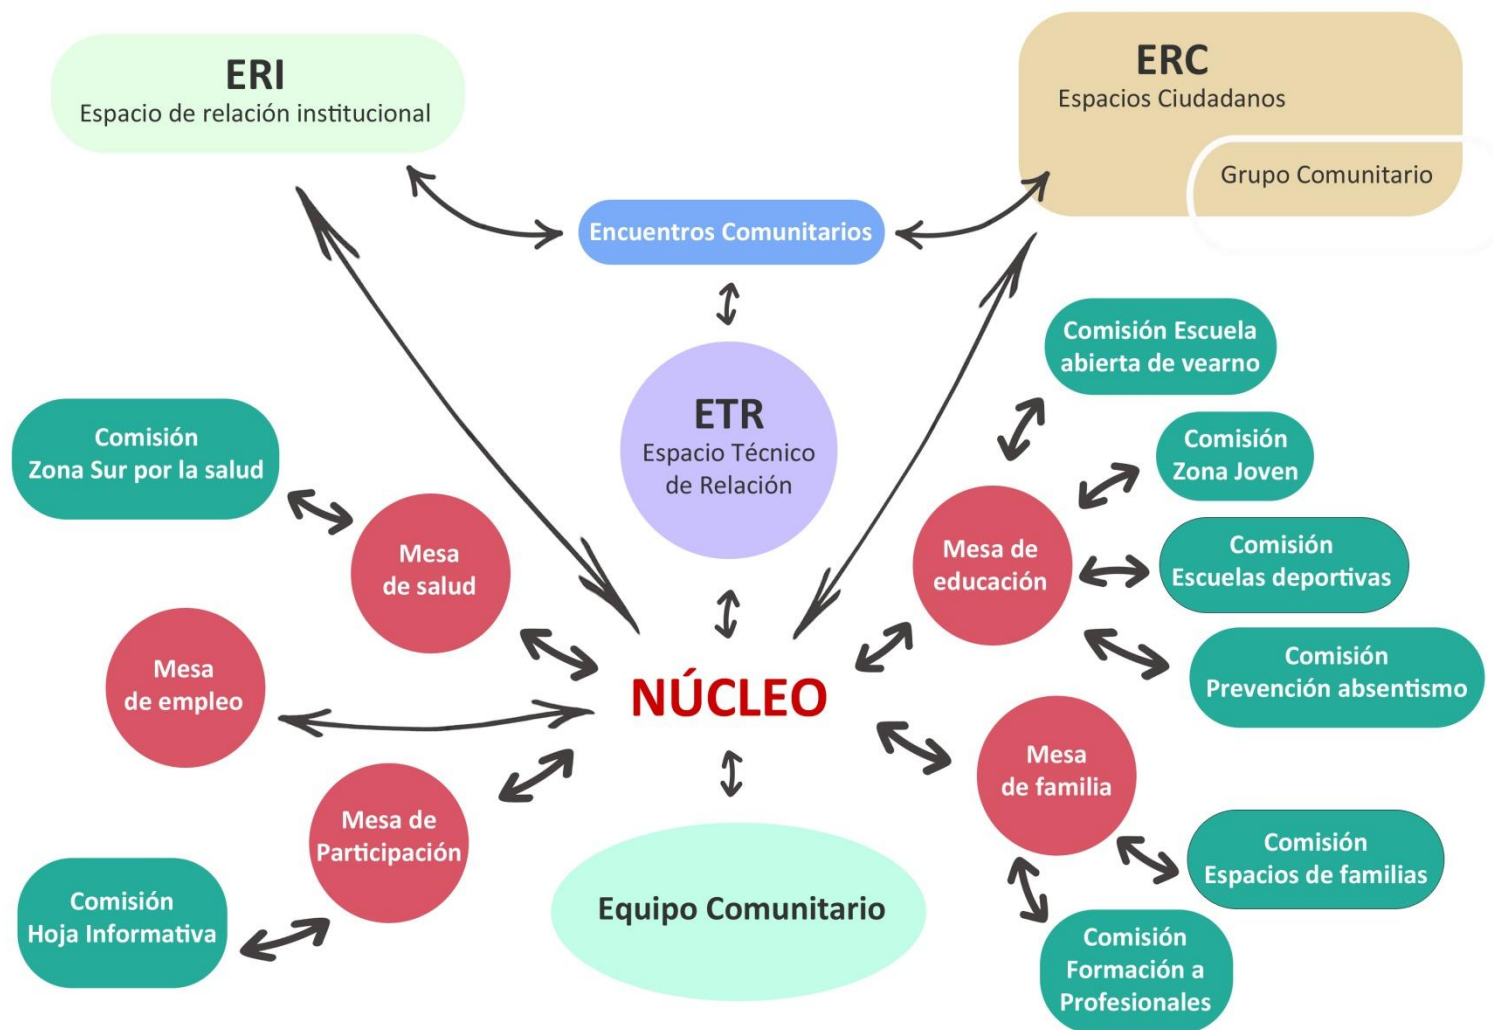 ERI
Espacio de relación institucional
ERC
Espacios Ciudadanos
Grupo Comunitario
Encuentros Comunitarios
ETR
Espacio Técnico
de Relación
Comisión Escuela
abierta de vearno
Comisión
Zona Joven
Comisión
Zona Sur por la salud
Mesa
de salud
Mesa de
educación
Comisión
Escuelas deportivas
Comisión
Prevención absentismo
Mesa
de empleo
NÚCLEO
Mesa
de familia
Mesa de
Participación
Comisión
Espacios de familias
Comisión
Hoja Informativa
Equipo Comunitario
Comisión
Formación a
Profesionales